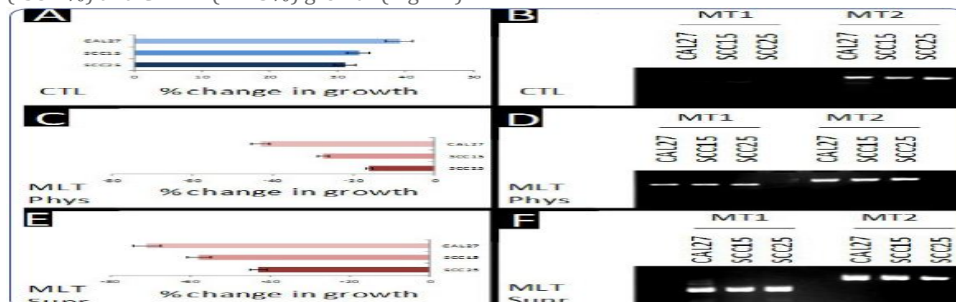 A
CAL27
SCC15
SCC25
0 10 20 30 40 50
CTL % change in growth
B
MT1 MT2
CAL27 SCC15 SCC25 CAL27 SCC15 SCC25
CTL
C
CAL27
SCC15
SCC25
-80 -60 -40 -20 0
MLT
Phys
% change in growth
D
MT1 MT2
CAL27 SCC15 SCC25 CAL27 SCC15 SCC25
MLT
Phys
E
CAL27
SCC15
SCC25
-80 -60 -40 -20 0
MLT
% change in growth
F
MT1 MT2
CAL27 SCC15 SCC25 CAL27 SCC15 SCC25
MLT